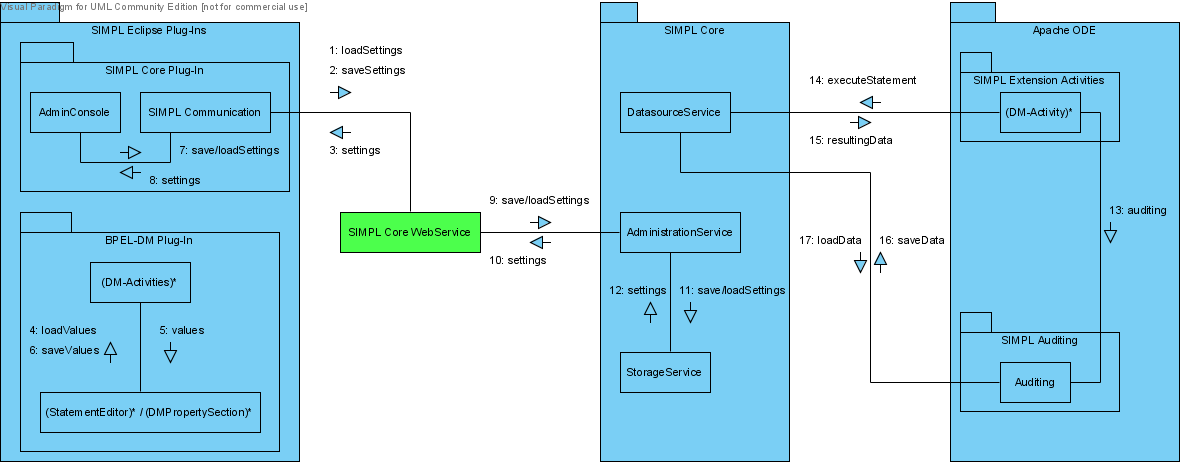 Visual Paradigm for UML Community Edition [not for commercial use]
SIMPL Eclipse Plug-Ins
SIMPL Core Plug-In
AdminConsole
SIMPL Communication
7: save/loadSettings
8: settings
BPEL-DM Plug-In
(DM-Activities)*
4: loadValues
6: saveValues
5: values
(StatementEditor)* / (DMPropertySection)*
1: loadSettings
2: saveSettings
3: settings
SIMPL Core WebService
9: save/loadSettings
10: settings
SIMPL Core
DatasourceService
AdministrationService
12: settings
11: save/loadSettings
StorageService
14: executeStatement
15: resultingData
17: loadData
16: saveData
Apache ODE
SIMPL Extension Activities
(DM-Activity)*
13: auditing
SIMPL Auditing
Auditing